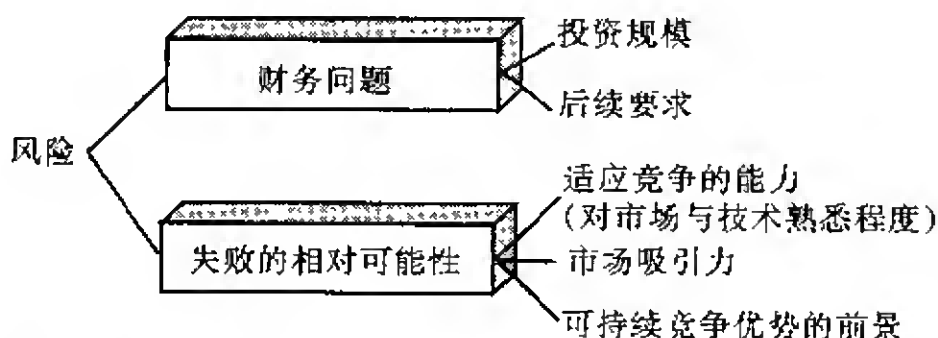 投资规模
财务问题
后续要求
风险
适应竞争的能力
(对市场与技术熟悉程度)
失败的相对可能性
市场吸引力
可持续竞争优势的前景